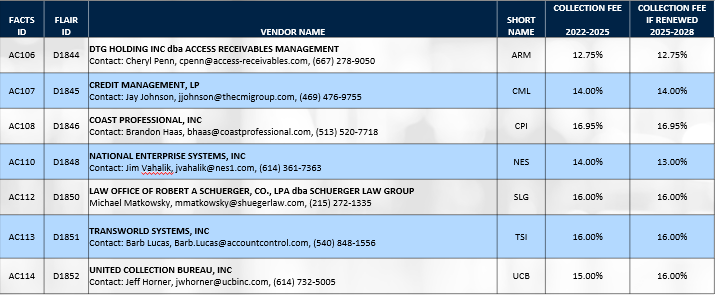 FACTS ID FLAIR ID VENDOR NAME SHORT NAME COLLECTION FEE 2022-2025 COLLECTION FEE IF RENEWED 2025-2028
AC106 D1844 DTG HOLDING INC dba ACCESS RECEIVABLES MANAGEMENT
Contact: Cheryl Penn, cpenn@access-receivables.com, (667) 278-9050 ARM 12.75% 12.75%
AC107 D1845 CREDIT MANAGEMENT, LP
Contact: Jay Johnson, jjohnson@thecmigroup.com, (469) 476-9755 CML 14.00% 14.00%
AC108 D1846 COAST PROFESSIONAL, INC
Contact: Brandon Haas, bhaas@coastprofessional.com, (513) 520-7718 CPI 16.95% 16.95%
AC110 D1848 NATIONAL ENTERPRISE SYSTEMS, INC
Contact: Jim Vahalik, jvahalik@nes1.com, (614) 361-7363 NES 14.00% 13.00%
AC112 D1850 LAW OFFICE OF ROBERT A SCHUERGER, CO., LPA dba SCHUERGER LAW GROUP
Michael Matkowsky, mmatkowsky@shuegerlaw.com, (215) 272-1335 SLG 16.00% 16.00%
AC113 D1851 TRANSWORLD SYSTEMS, INC
Contact: Barb Lucas, Barb.Lucas@accountcontrol.com, (540) 848-1556 TSI 16.00% 16.00%
AC114 D1852 UNITED COLLECTION BUREAU, INC
Contact: Jeff Horner, jwhorner@ucbinc.com, (614) 732-5005 UCB 15.00% 16.00%